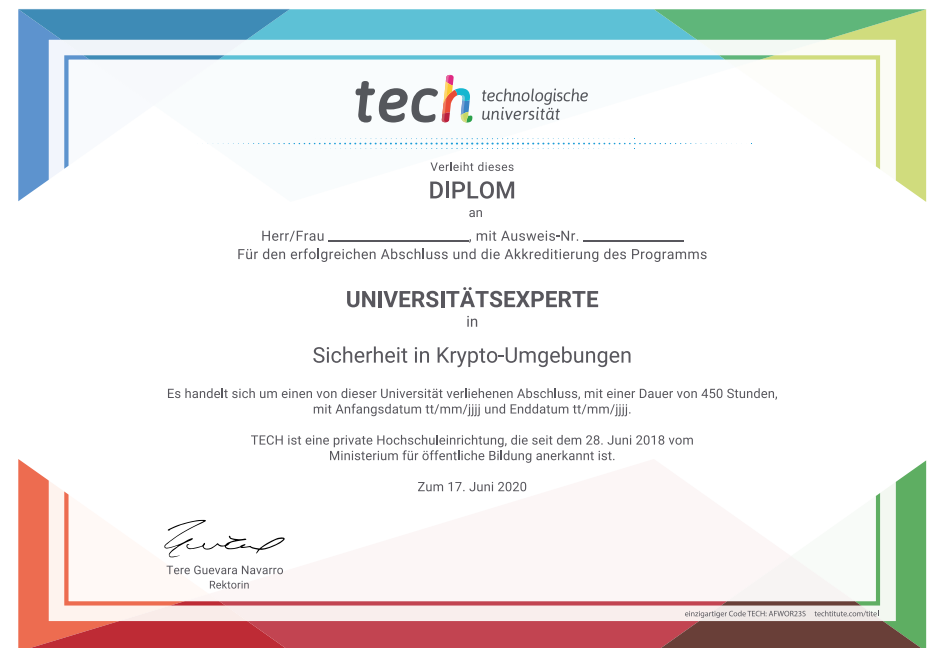 tech technologische
universität
Verleiht dieses
DIPLOM
an
Herr/Frau ____________________, mit Ausweis-Nr. ______________
Für den erfolgreichen Abschluss und die Akkreditierung des Programms
UNIVERSITÄTSEXPERTE
in
Sicherheit in Krypto-Umgebungen
Es handelt sich um einen von dieser Universität verliehenen Abschluss, mit einer Dauer von 450 Stunden,
mit Anfangsdatum tt/mm/jjjj und Enddatum tt/mm/jjjj.
TECH ist eine private Hochschuleinrichtung, die seit dem 28. Juni 2018 vom
Ministerium für öffentliche Bildung anerkannt ist.
Zum 17. Juni 2020
Tere Guevara Navarro
Rektorin
einzigartiger Code TECH: AFWOR23S techtitute.com/titel